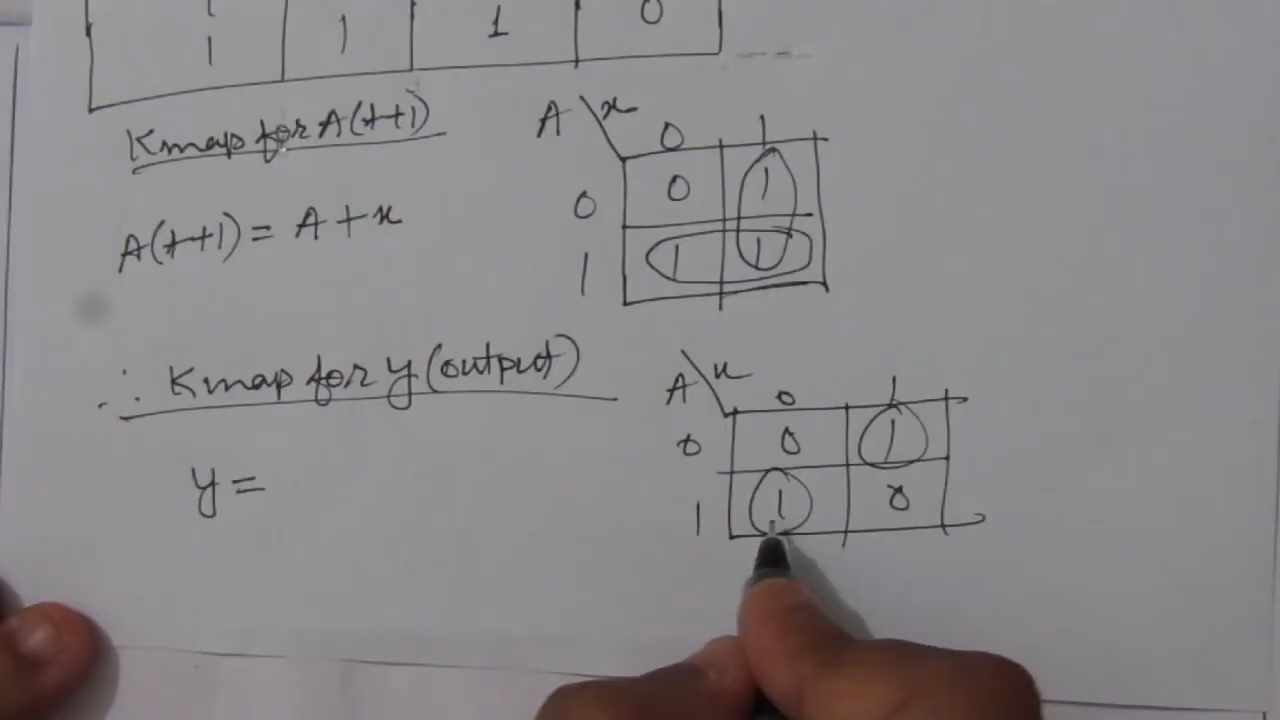 1 1 1 0
Kmap for A(t+1)
A x
0 1
0 0 1
1 1 1
A(t+1) = A + x
∴ Kmap for y (output)
A x
0 1
0 0 1
1 1 0
y =